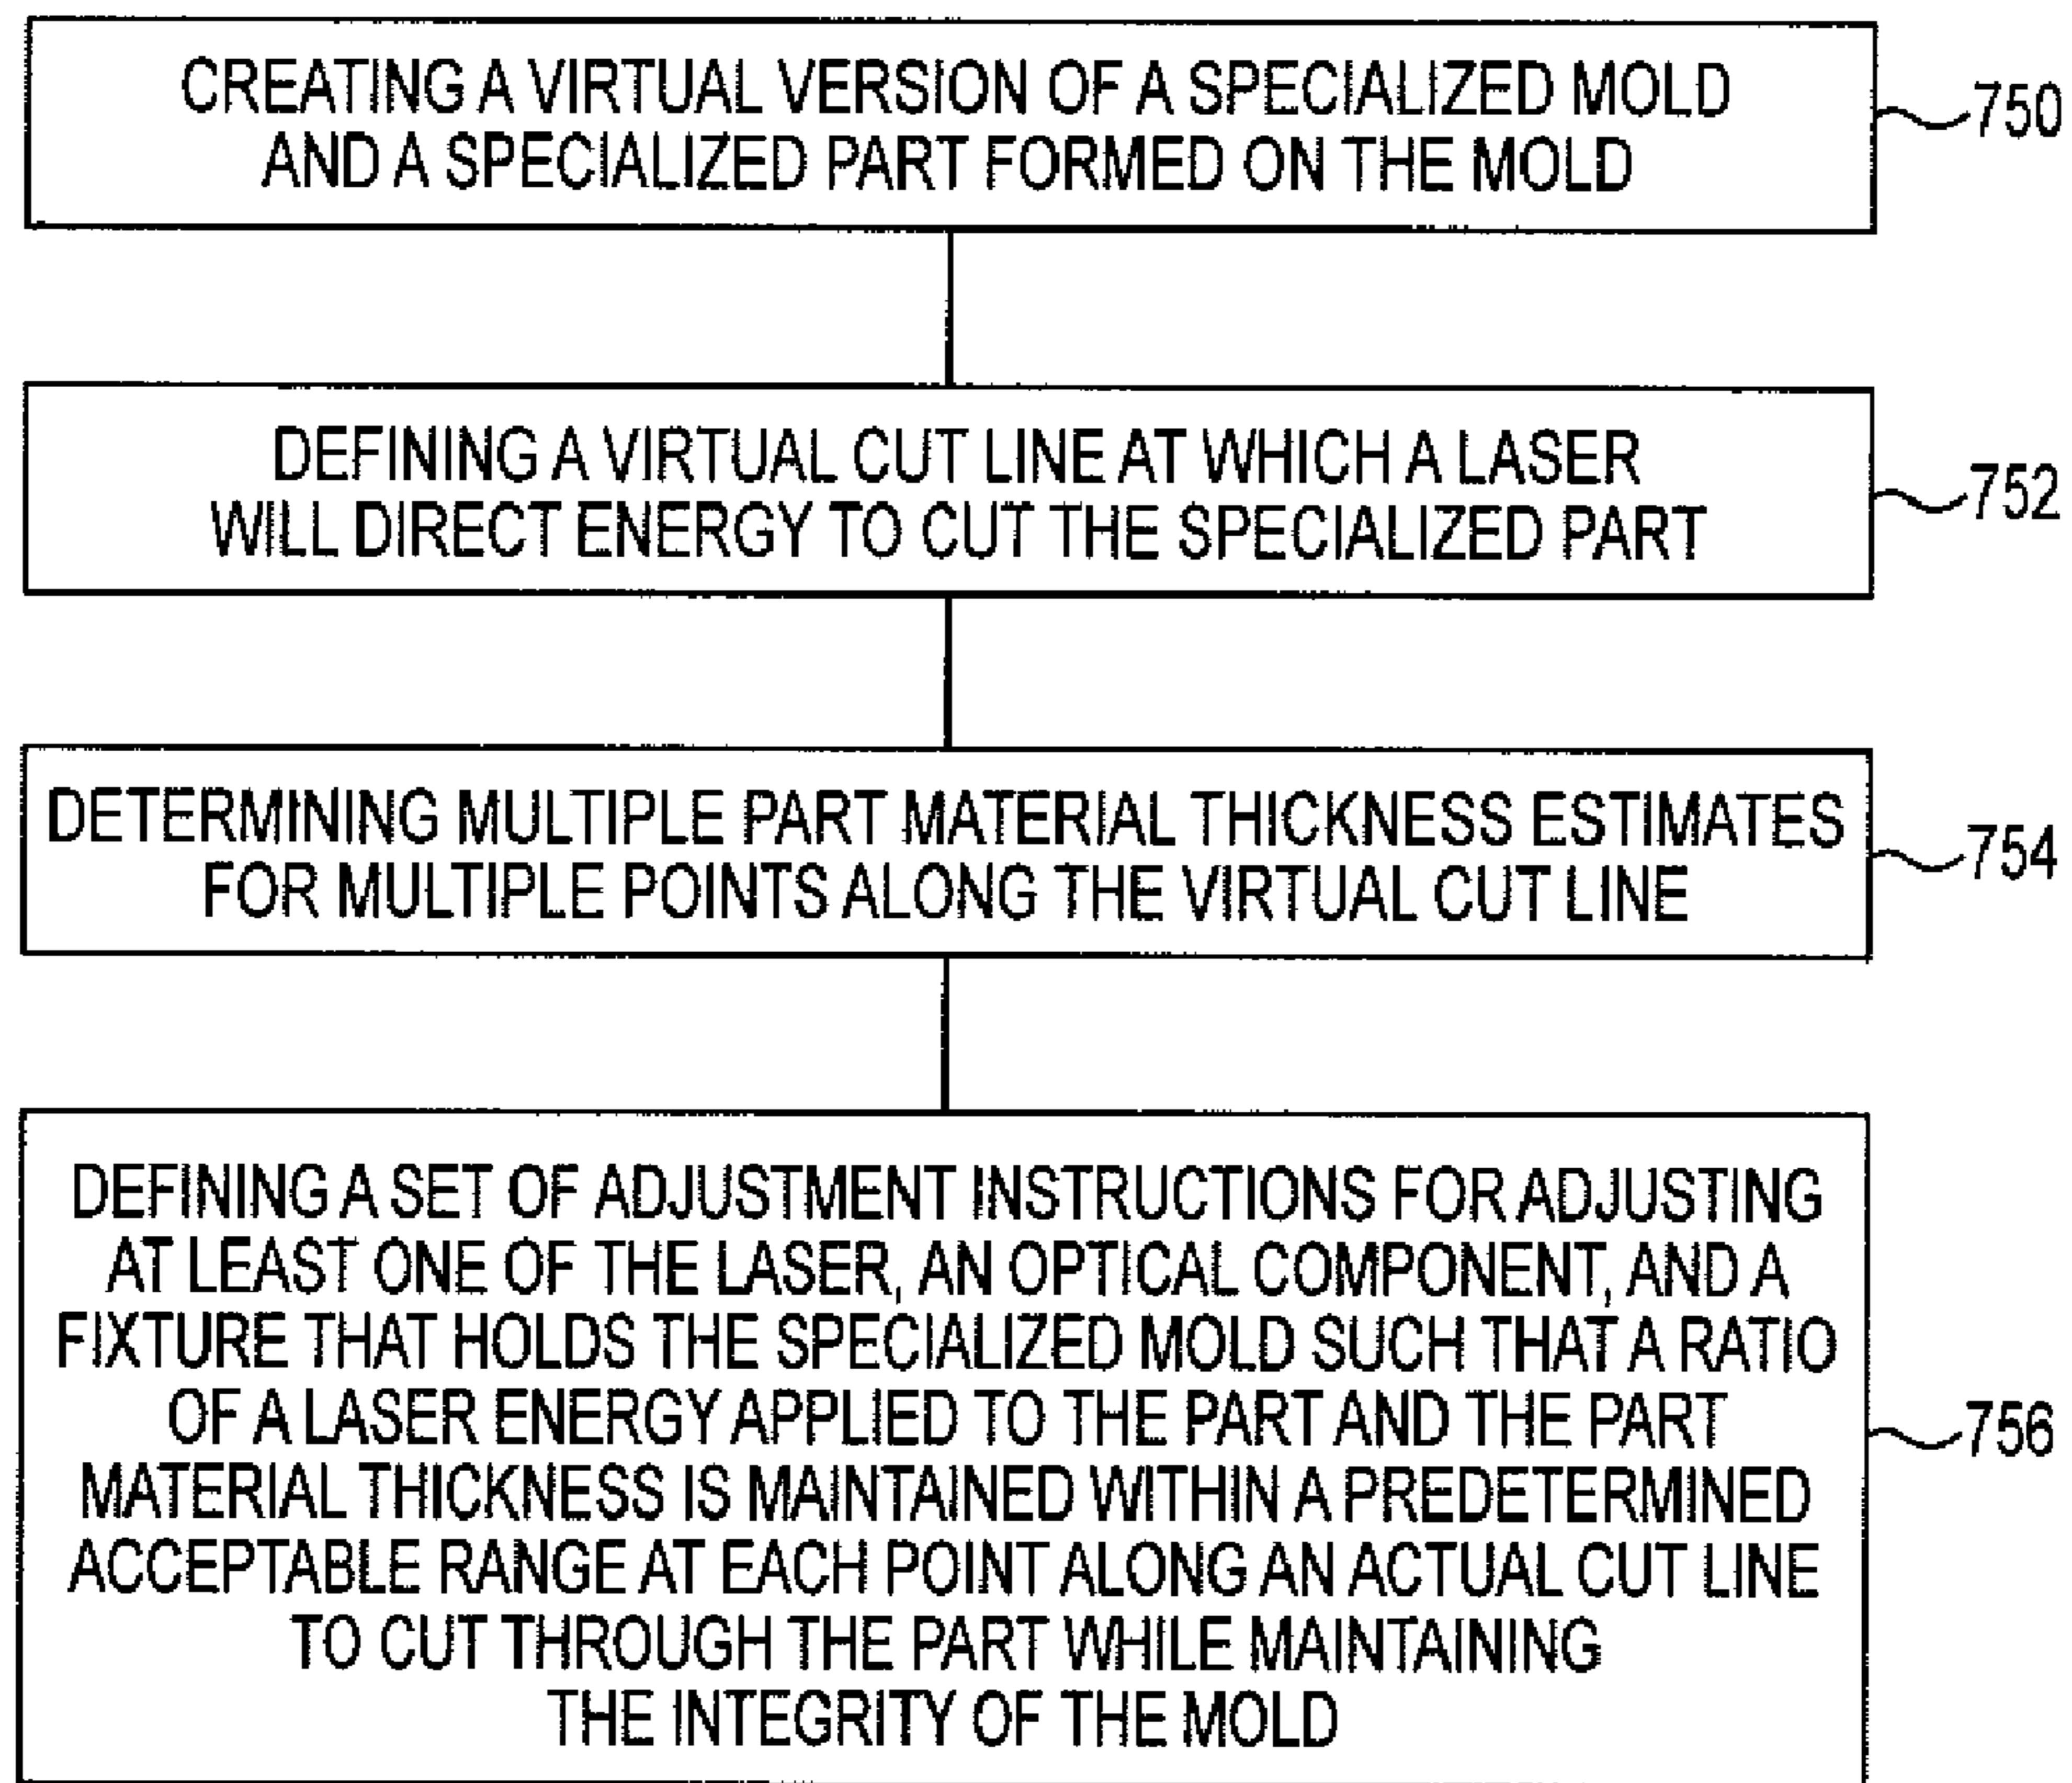 CREATING A VIRTUAL VERSION OF A SPECIALIZED MOLD
AND A SPECIALIZED PART FORMED ON THE MOLD
750
DEFINING A VIRTUAL CUT LINE AT WHICH A LASER
WILL DIRECT ENERGY TO CUT THE SPECIALIZED PART
752
DETERMINING MULTIPLE PART MATERIAL THICKNESS ESTIMATES
FOR MULTIPLE POINTS ALONG THE VIRTUAL CUT LINE
754
DEFINING A SET OF ADJUSTMENT INSTRUCTIONS FOR ADJUSTING
AT LEAST ONE OF THE LASER, AN OPTICAL COMPONENT, AND A
FIXTURE THAT HOLDS THE SPECIALIZED MOLD SUCH THAT A RATIO
OF A LASER ENERGY APPLIED TO THE PART AND THE PART
MATERIAL THICKNESS IS MAINTAINED WITHIN A PREDETERMINED
ACCEPTABLE RANGE AT EACH POINT ALONG AN ACTUAL CUT LINE
TO CUT THROUGH THE PART WHILE MAINTAINING
THE INTEGRITY OF THE MOLD
756